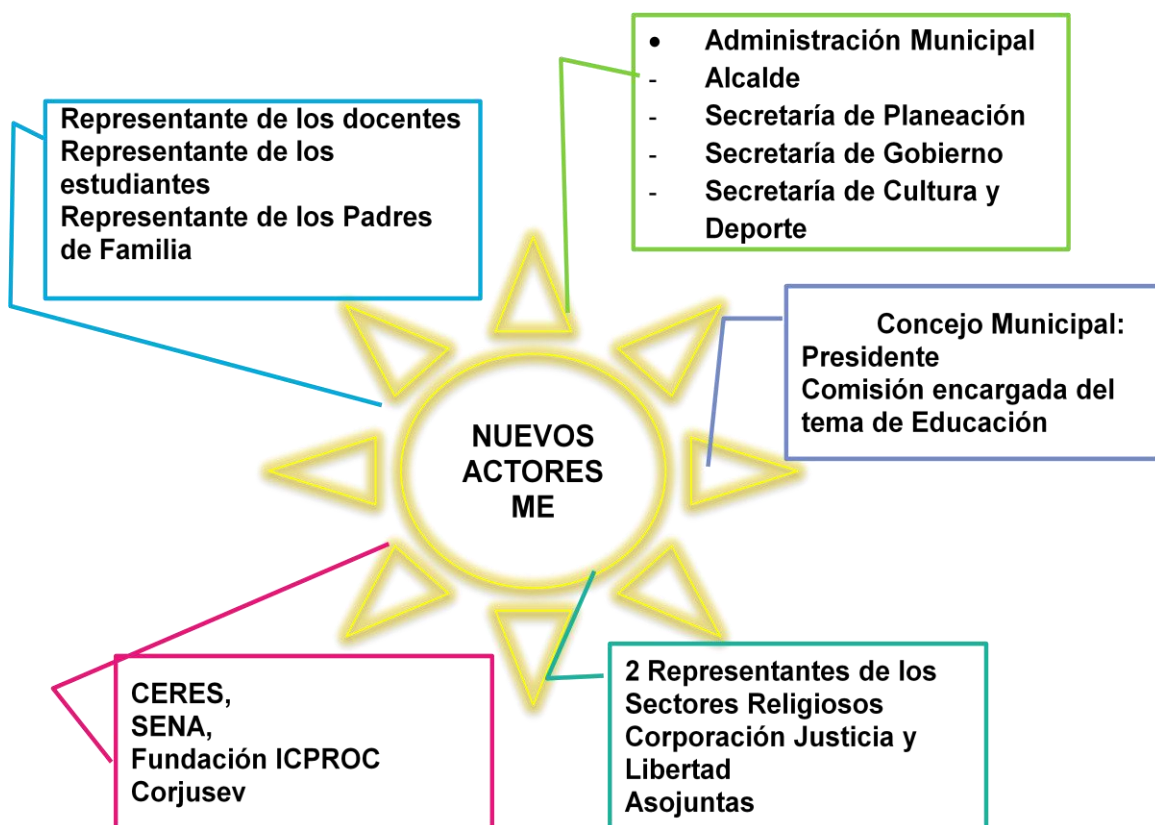 • Administración Municipal
- Alcalde
- Secretaría de Planeación
- Secretaría de Gobierno
- Secretaría de Cultura y
Deporte
Representante de los docentes
Representante de los
estudiantes
Representante de los Padres
de Familia
Concejo Municipal:
Presidente
Comisión encargada del
tema de Educación
NUEVOS
ACTORES
ME
2 Representantes de los
Sectores Religiosos
Corporación Justicia y
Libertad
Asojuntas
CERES,
SENA,
Fundación ICPROC
Corjusev